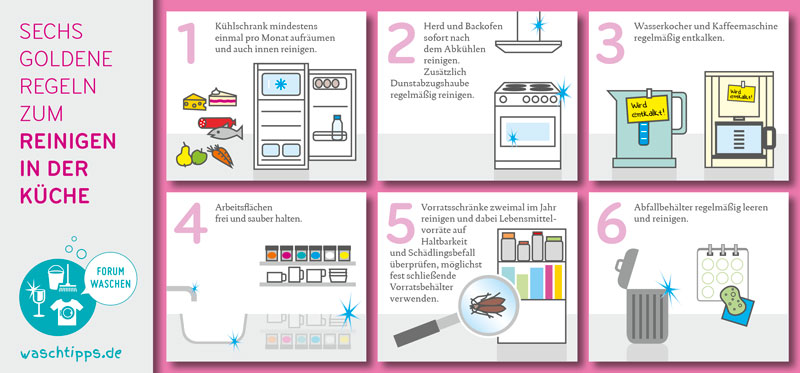 SECHS
GOLDENE
REGELN
ZUM
REINIGEN
IN DER
KÜCHE
FORUM
WASCHEN
waschtipps.de
1
Kühlschrank mindestens
einmal pro Monat aufräumen
und auch innen reinigen.
2
Herd und Backofen
sofort nach
dem Abkühlen
reinigen.
Zusätzlich
Dunstabzugshaube
regelmäßig reinigen.
3
Wasserkocher und Kaffeemaschine
regelmäßig entkalken.
Wird
entkalkt!
Wird
entkalkt!
4
Arbeitsflächen
frei und sauber halten.
5
Vorratsschränke zweimal im Jahr
reinigen und dabei Lebensmittel-
vorräte auf
Haltbarkeit
und Schädlingsbefall
überprüfen, möglichst
fest schließende
Vorratsbehälter
verwenden.
6
Abfallbehälter regelmäßig leeren
und reinigen.